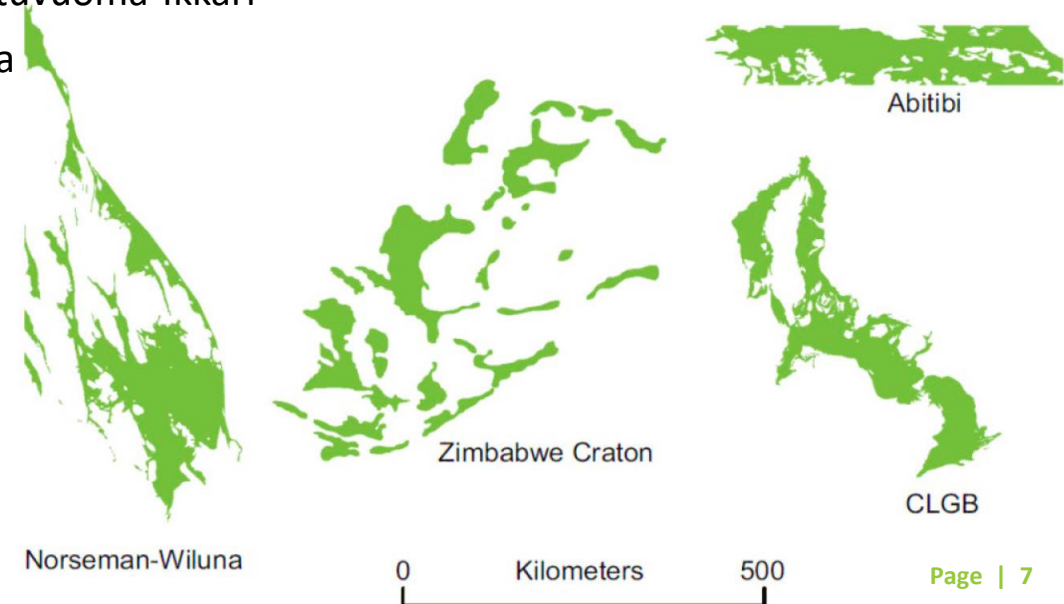 Abitibi
Zimbabwe Craton
CLGB
Norseman-Wiluna
0 Kilometers 500
Page | 7